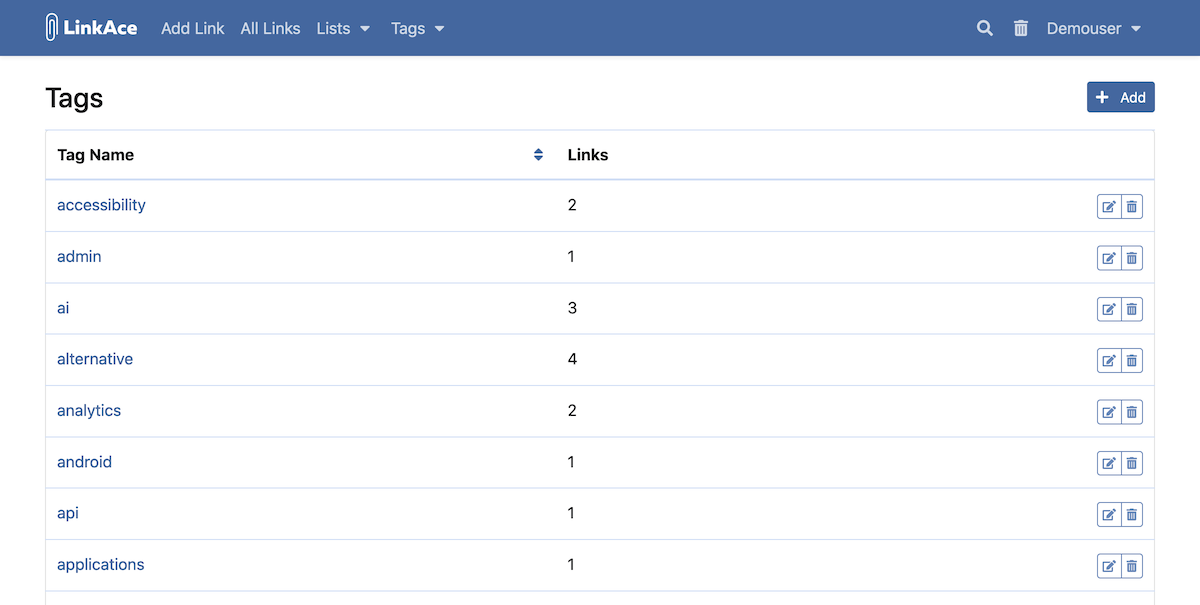 LinkAce Add Link All Links Lists Tags Demouser
Tags
Add
Tag Name Links
accessibility 2
admin 1
ai 3
alternative 4
analytics 2
android 1
api 1
applications 1